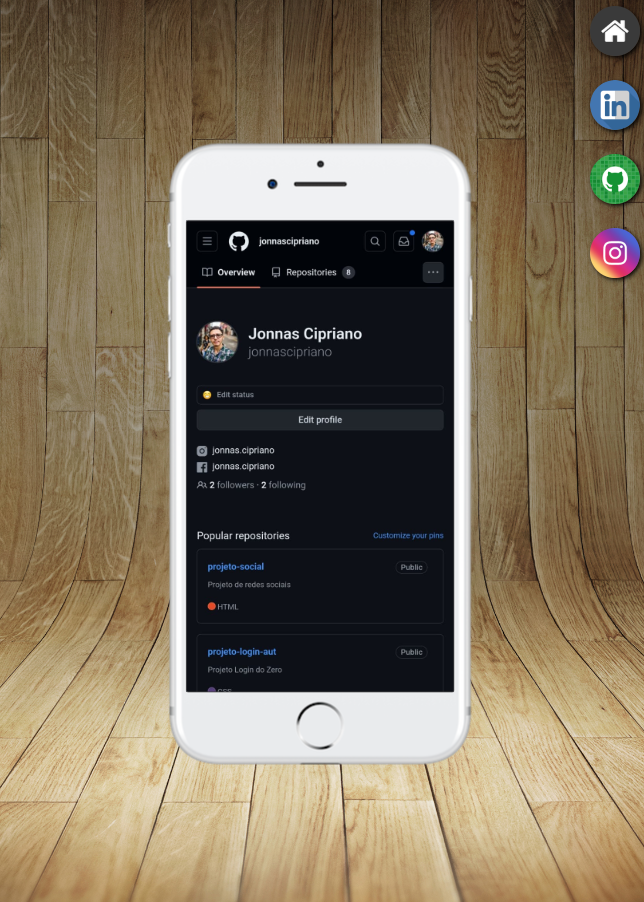 in
jonnascipriano
Overview Repositories 8
Jonnas Cipriano
jonnascipriano
Edit status
Edit profile
jonnas.cipriano
jonnas.cipriano
2 followers · 2 following
Popular repositories Customize your pins
projeto-social Public
Projeto de redes sociais
HTML
projeto-login-aut Public
Projeto Login do Zero
CSS